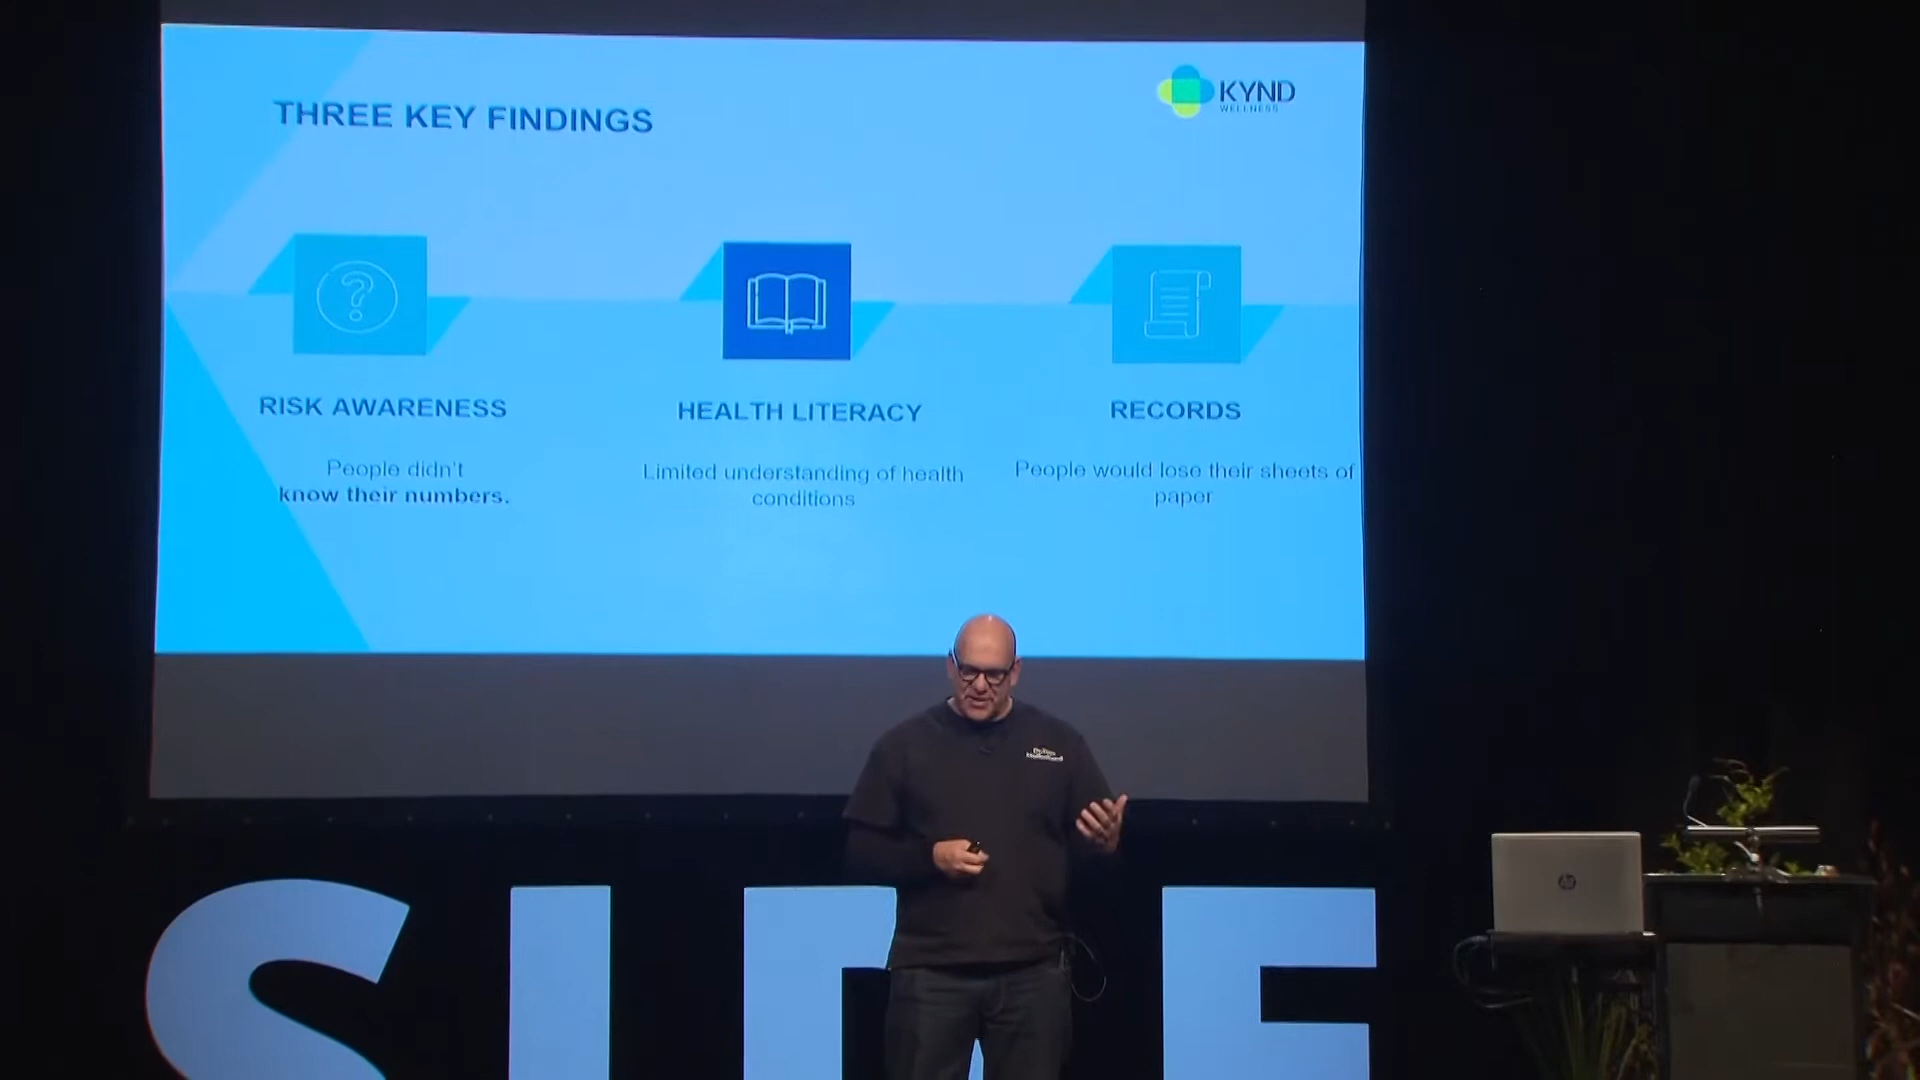 THREE KEY FINDINGS
KYND
WELLNESS
RISK AWARENESS
HEALTH LITERACY
RECORDS
People didn't
know their numbers.
Limited understanding of health
conditions
People would lose their sheets of
paper
hp